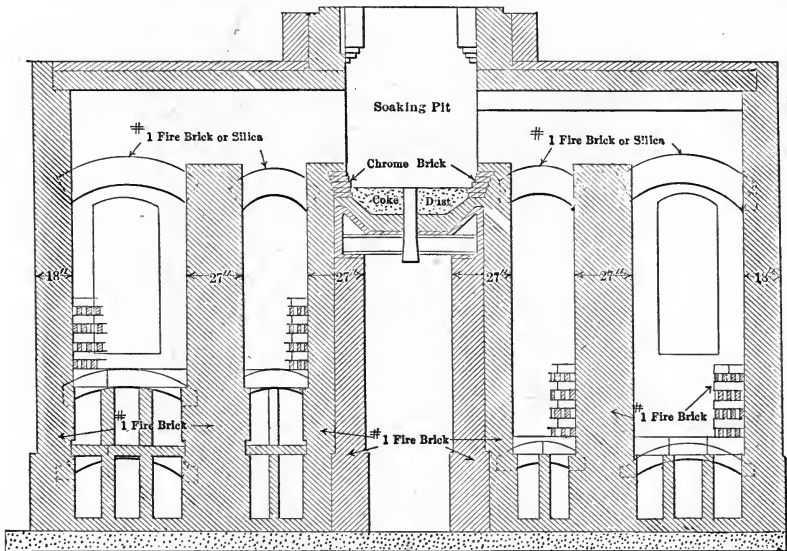 Soaking Pit
# 1 Fire Brick or Silica
# 1 Fire Brick or Silica
Chrome Brick
Coke Dust
18" 27" 27" 27" 27" 18"
# 1 Fire Brick
# 1 Fire Brick
# 1 Fire Brick